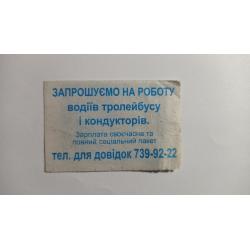 ЗАПРОШУЄМО НА РОБОТУ
водіїв тролейбусу
і кондукторів.
Зарплата своєчасна та
повний соціальний пакет
тел. для довідок 739-92-22